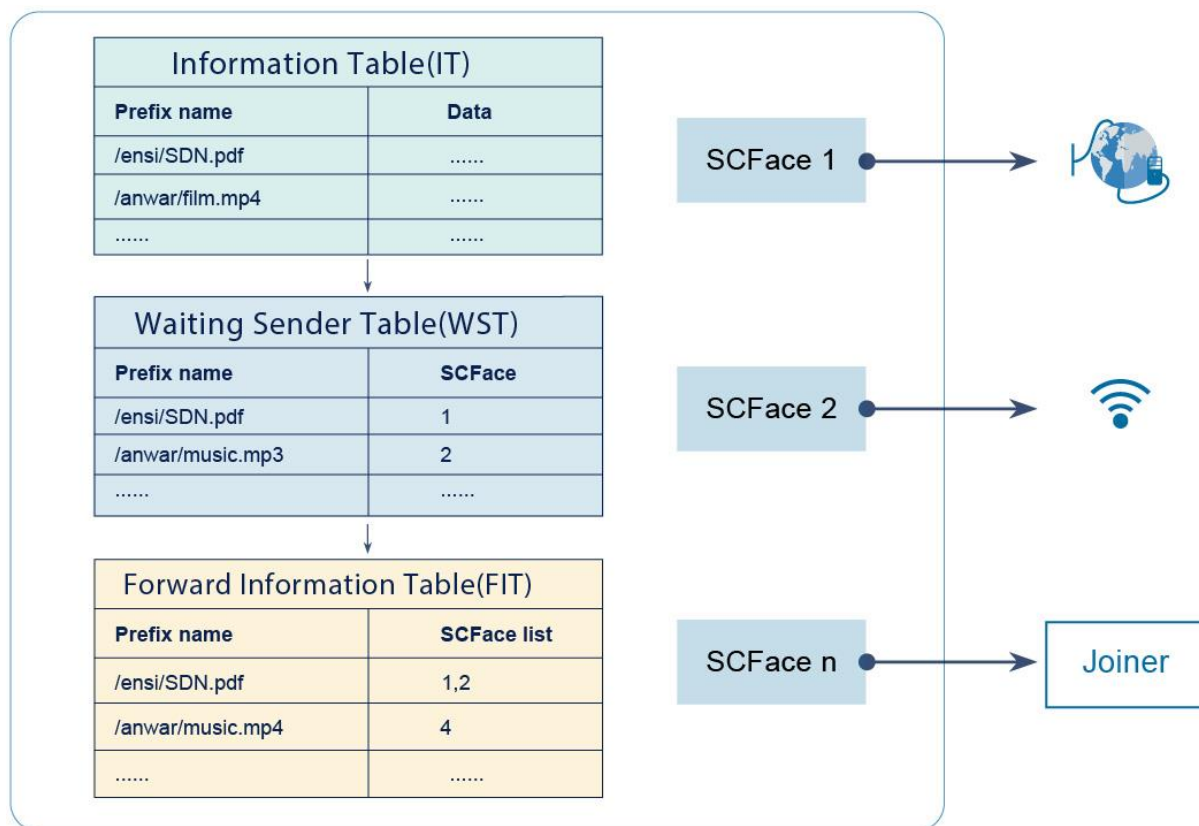 Information Table(IT)
Prefix name Data
/ensi/SDN.pdf ......
/anwar/film.mp4 ......
...... ......
Waiting Sender Table(WST)
Prefix name SCFace
/ensi/SDN.pdf 1
/anwar/music.mp3 2
...... ......
Forward Information Table(FIT)
Prefix name SCFace list
/ensi/SDN.pdf 1,2
/anwar/music.mp4 4
...... ......
SCFace 1
SCFace 2
SCFace n
Joiner